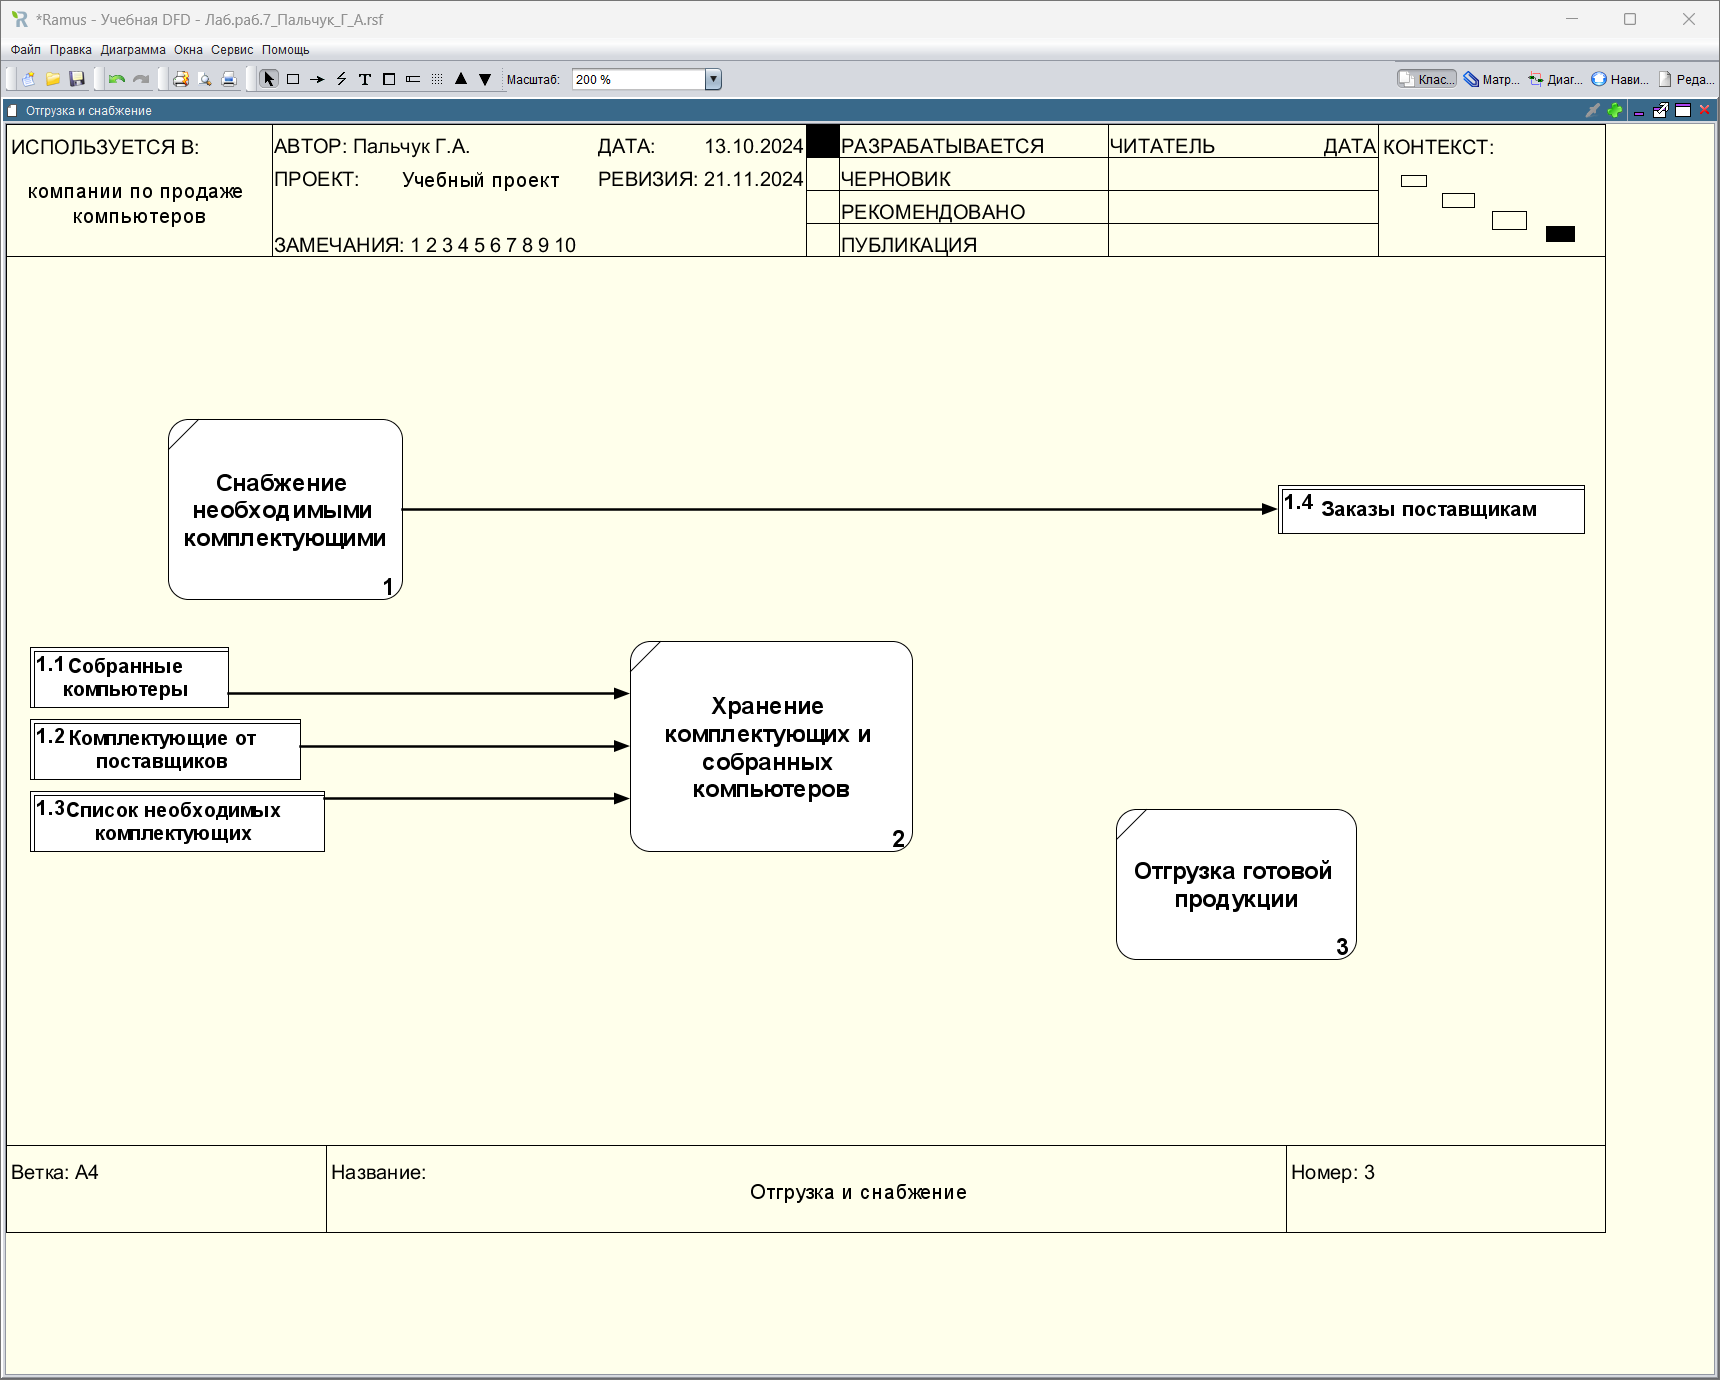 *Ramus - Учебная DFD - Лаб.раб.7_Пальчук_Г_А.rsf
Файл Правка Диаграмма Окна Сервис Помощь
Масштаб: 200 % Клас... Матр... Диаг... Нави... Реда...
Отгрузка и снабжение
ИСПОЛЬЗУЕТСЯ В:
компании по продаже
компьютеров
АВТОР: Пальчук Г.А. ДАТА: 13.10.2024
ПРОЕКТ: Учебный проект РЕВИЗИЯ: 21.11.2024
ЗАМЕЧАНИЯ: 1 2 3 4 5 6 7 8 9 10
РАЗРАБАТЫВАЕТСЯ
ЧЕРНОВИК
РЕКОМЕНДОВАНО
ПУБЛИКАЦИЯ
ЧИТАТЕЛЬ ДАТА
КОНТЕКСТ:
Снабжение
необходимыми
комплектующими
1
1.4 Заказы поставщикам
1.1 Собранные
компьютеры
1.2 Комплектующие от
поставщиков
1.3 Список необходимых
комплектующих
Хранение
комплектующих и
собранных
компьютеров
2
Отгрузка готовой
продукции
3
Ветка: A4
Название:
Отгрузка и снабжение
Номер: 3